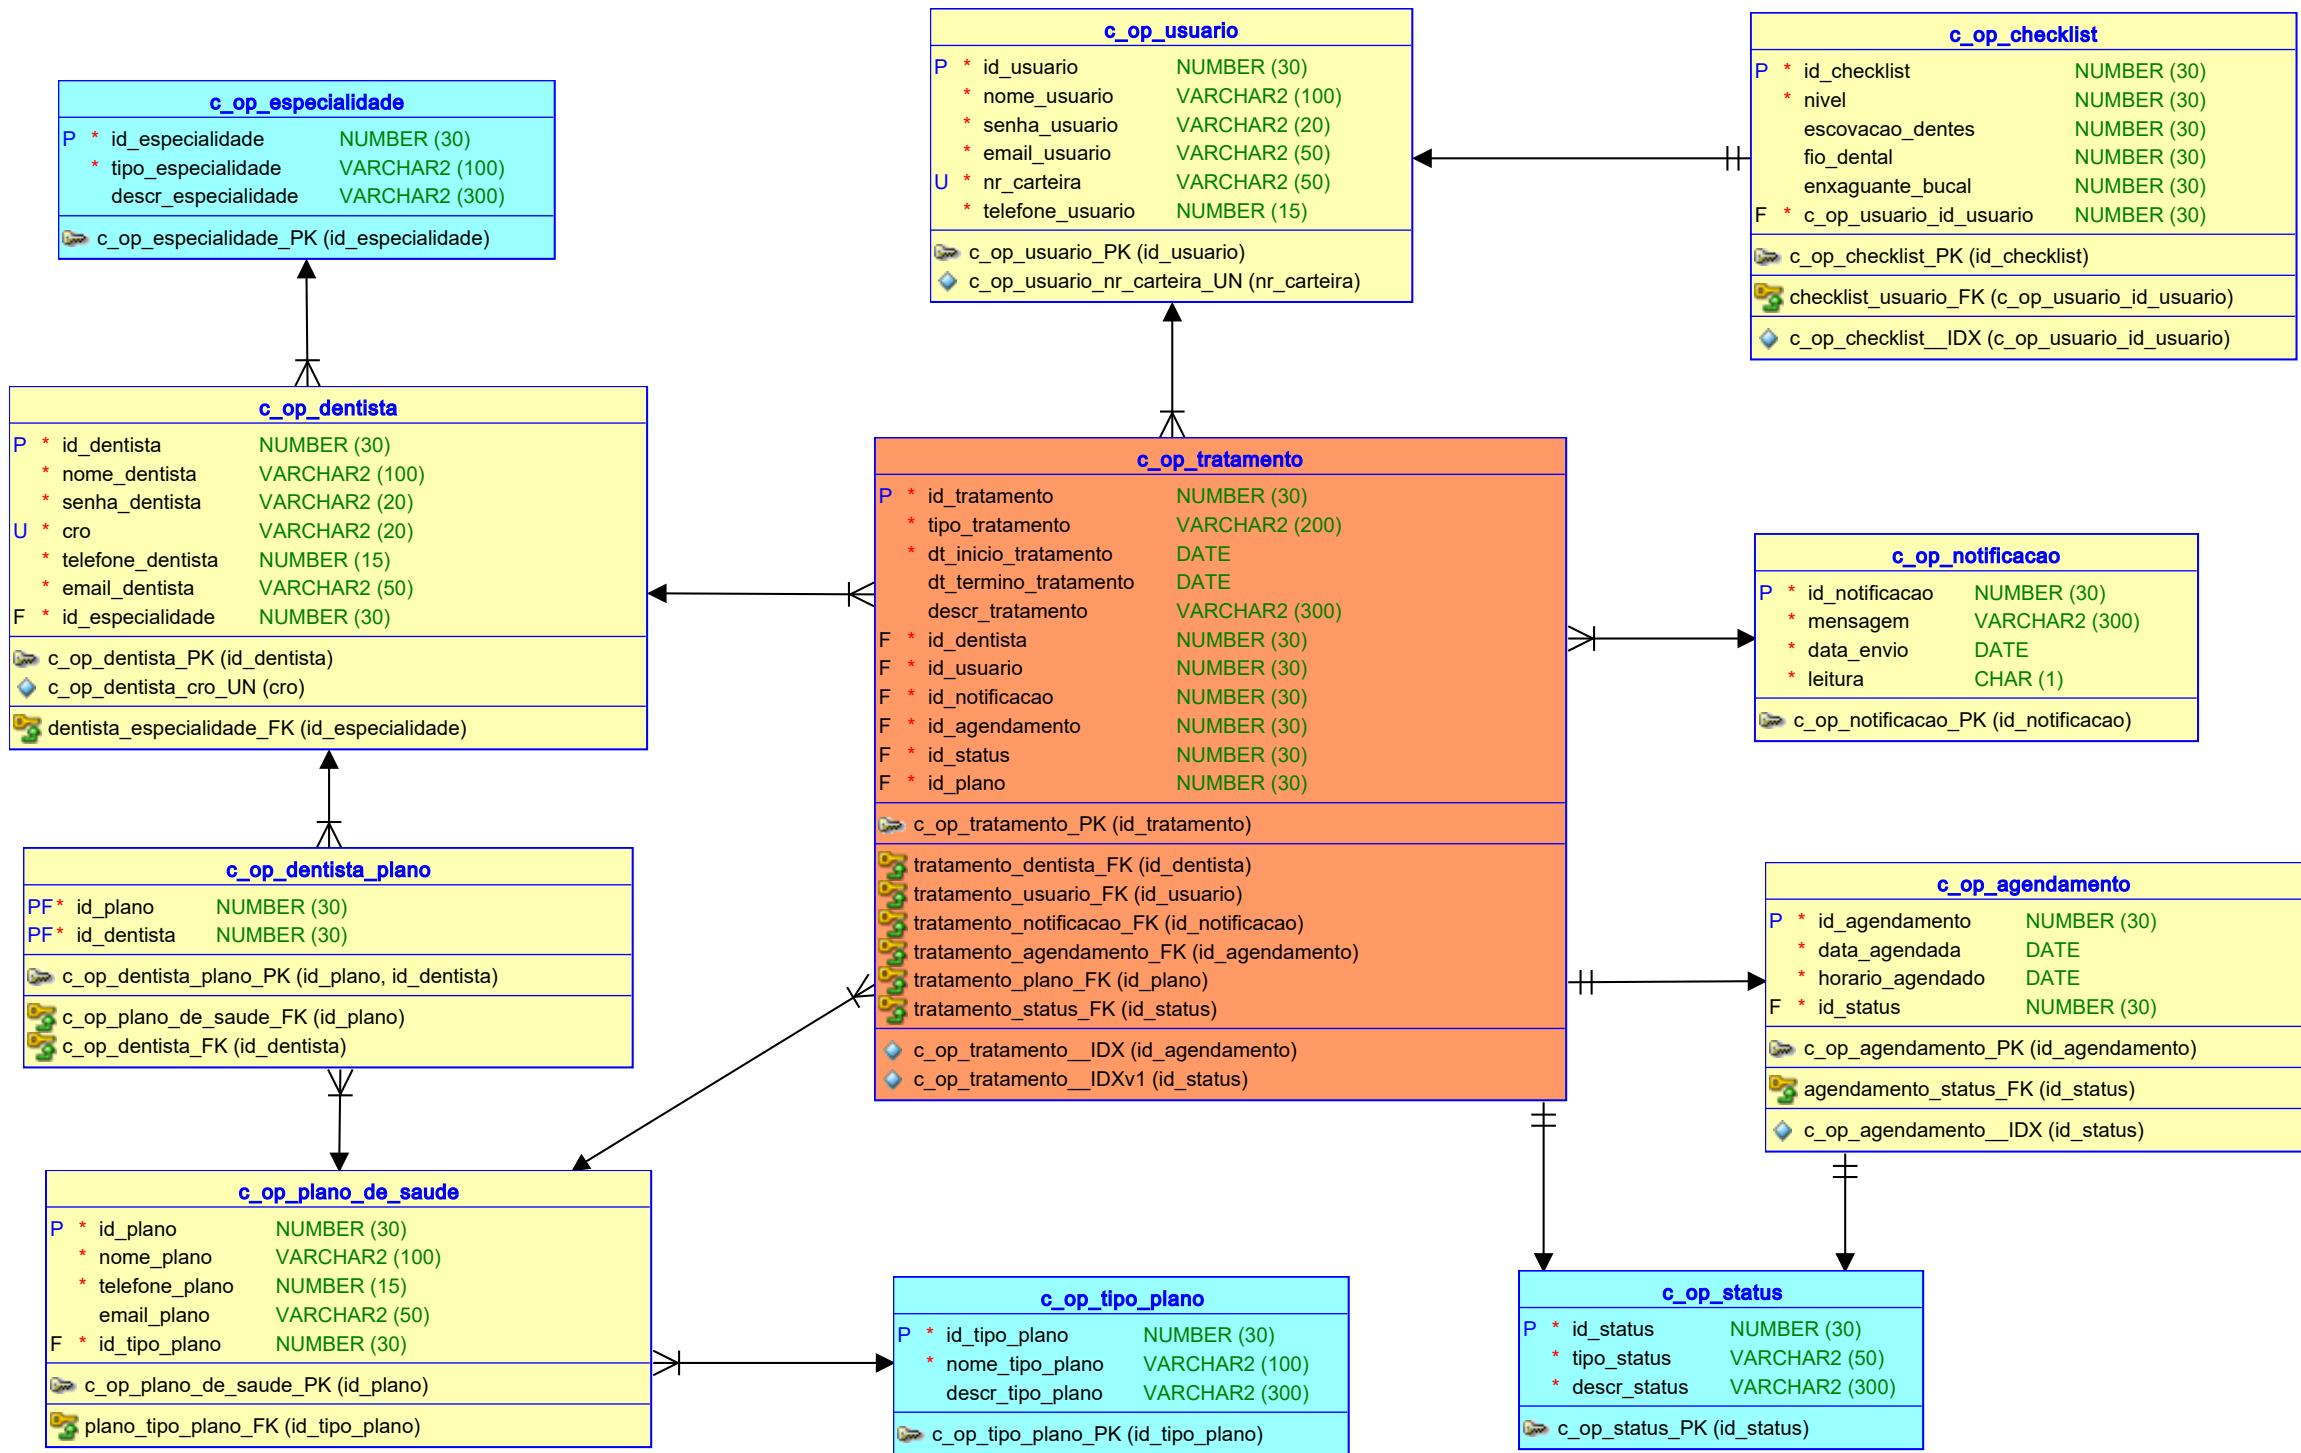 c_op_usuario
P * id_usuario NUMBER (30)
* nome_usuario VARCHAR2 (100)
* senha_usuario VARCHAR2 (20)
* email_usuario VARCHAR2 (50)
U * nr_carteira VARCHAR2 (50)
* telefone_usuario NUMBER (15)
c_op_usuario_PK (id_usuario)
c_op_usuario_nr_carteira_UN (nr_carteira)
c_op_checklist
P * id_checklist NUMBER (30)
* nivel NUMBER (30)
escovacao_dentes NUMBER (30)
fio_dental NUMBER (30)
enxaguante_bucal NUMBER (30)
F * c_op_usuario_id_usuario NUMBER (30)
c_op_checklist_PK (id_checklist)
checklist_usuario_FK (c_op_usuario_id_usuario)
c_op_checklist__IDX (c_op_usuario_id_usuario)
c_op_especialidade
P * id_especialidade NUMBER (30)
* tipo_especialidade VARCHAR2 (100)
descr_especialidade VARCHAR2 (300)
c_op_especialidade_PK (id_especialidade)
c_op_dentista
P * id_dentista NUMBER (30)
* nome_dentista VARCHAR2 (100)
* senha_dentista VARCHAR2 (20)
U * cro VARCHAR2 (20)
* telefone_dentista NUMBER (15)
* email_dentista VARCHAR2 (50)
F * id_especialidade NUMBER (30)
c_op_dentista_PK (id_dentista)
c_op_dentista_cro_UN (cro)
dentista_especialidade_FK (id_especialidade)
c_op_tratamento
P * id_tratamento NUMBER (30)
* tipo_tratamento VARCHAR2 (200)
* dt_inicio_tratamento DATE
dt_termino_tratamento DATE
descr_tratamento VARCHAR2 (300)
F * id_dentista NUMBER (30)
F * id_usuario NUMBER (30)
F * id_notificacao NUMBER (30)
F * id_agendamento NUMBER (30)
F * id_status NUMBER (30)
F * id_plano NUMBER (30)
c_op_tratamento_PK (id_tratamento)
tratamento_dentista_FK (id_dentista)
tratamento_usuario_FK (id_usuario)
tratamento_notificacao_FK (id_notificacao)
tratamento_agendamento_FK (id_agendamento)
tratamento_plano_FK (id_plano)
tratamento_status_FK (id_status)
c_op_tratamento__IDX (id_agendamento)
c_op_tratamento__IDXv1 (id_status)
c_op_notificacao
P * id_notificacao NUMBER (30)
* mensagem VARCHAR2 (300)
* data_envio DATE
* leitura CHAR (1)
c_op_notificacao_PK (id_notificacao)
c_op_dentista_plano
PF * id_plano NUMBER (30)
PF * id_dentista NUMBER (30)
c_op_dentista_plano_PK (id_plano, id_dentista)
c_op_plano_de_saude_FK (id_plano)
c_op_dentista_FK (id_dentista)
c_op_agendamento
P * id_agendamento NUMBER (30)
* data_agendada DATE
* horario_agendado DATE
F * id_status NUMBER (30)
c_op_agendamento_PK (id_agendamento)
agendamento_status_FK (id_status)
c_op_agendamento__IDX (id_status)
c_op_plano_de_saude
P * id_plano NUMBER (30)
* nome_plano VARCHAR2 (100)
* telefone_plano NUMBER (15)
email_plano VARCHAR2 (50)
F * id_tipo_plano NUMBER (30)
c_op_plano_de_saude_PK (id_plano)
plano_tipo_plano_FK (id_tipo_plano)
c_op_tipo_plano
P * id_tipo_plano NUMBER (30)
* nome_tipo_plano VARCHAR2 (100)
descr_tipo_plano VARCHAR2 (300)
c_op_tipo_plano_PK (id_tipo_plano)
c_op_status
P * id_status NUMBER (30)
* tipo_status VARCHAR2 (50)
* descr_status VARCHAR2 (300)
c_op_status_PK (id_status)